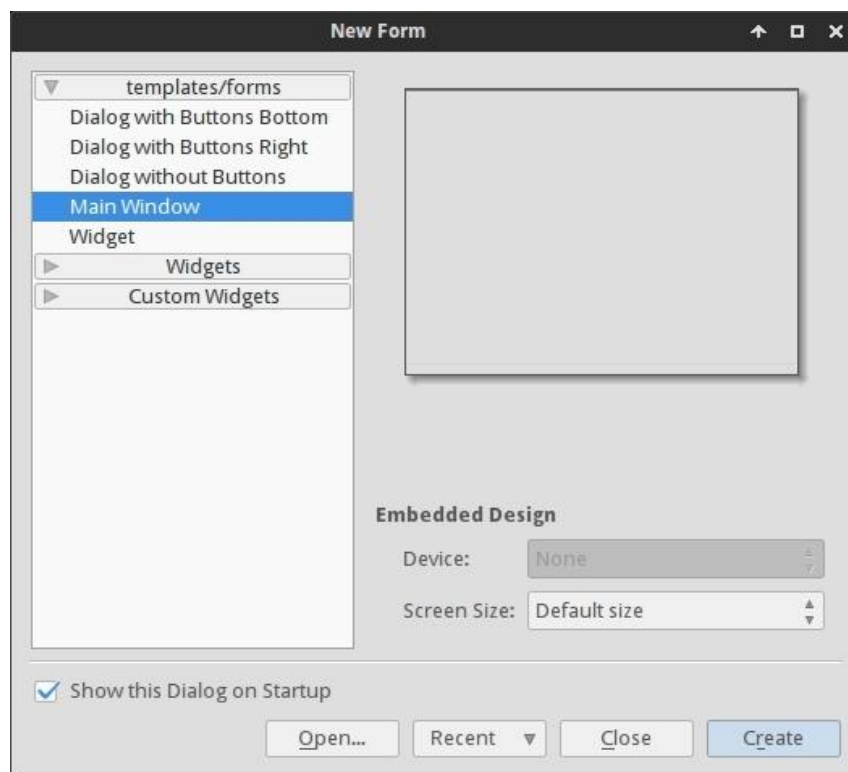 New Form
templates/forms
Dialog with Buttons Bottom
Dialog with Buttons Right
Dialog without Buttons
Main Window
Widget
Widgets
Custom Widgets
Embedded Design
Device: None
Screen Size: Default size
Show this Dialog on Startup
Open... Recent Close Create